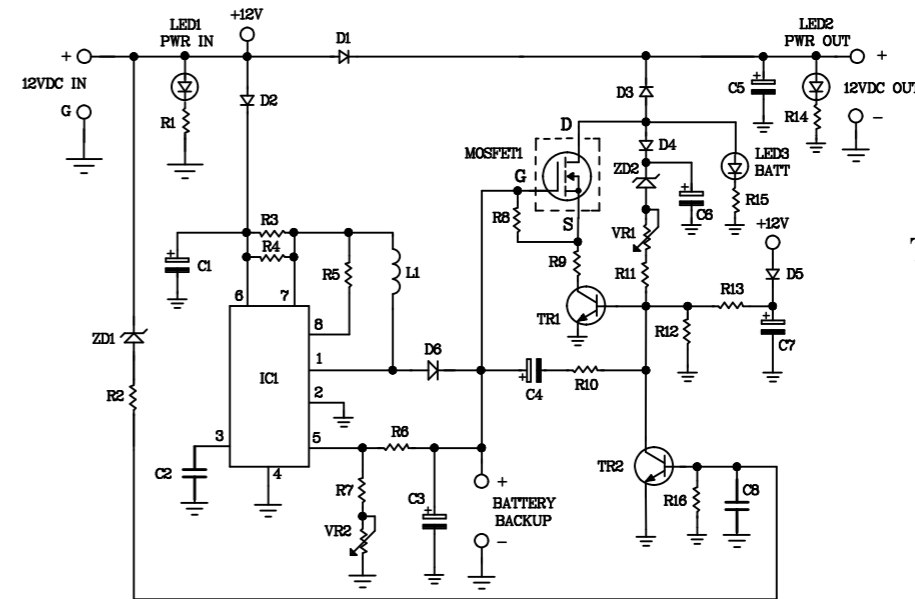 LED1
PWR IN
+12V
D1
LED2
PWR OUT
+
12VDC IN
G
R1
D2
D3
C5
+
R14
+
12VDC OUT
-
D
MOSFET1
G
S
D4
ZD2
LED3
BATT
R15
+
C6
R8
VR1
+12V
R3
R4
R5
L1
+
C1
R9
R11
D5
6
7
R13
8
TR1
R12
+
C7
ZD1
1
D6
IC1
R2
2
+
C4
R10
3
5
R6
4
C2
TR2
R7
C3
+
+
BATTERY
BACKUP
-
R16
C8
VR2